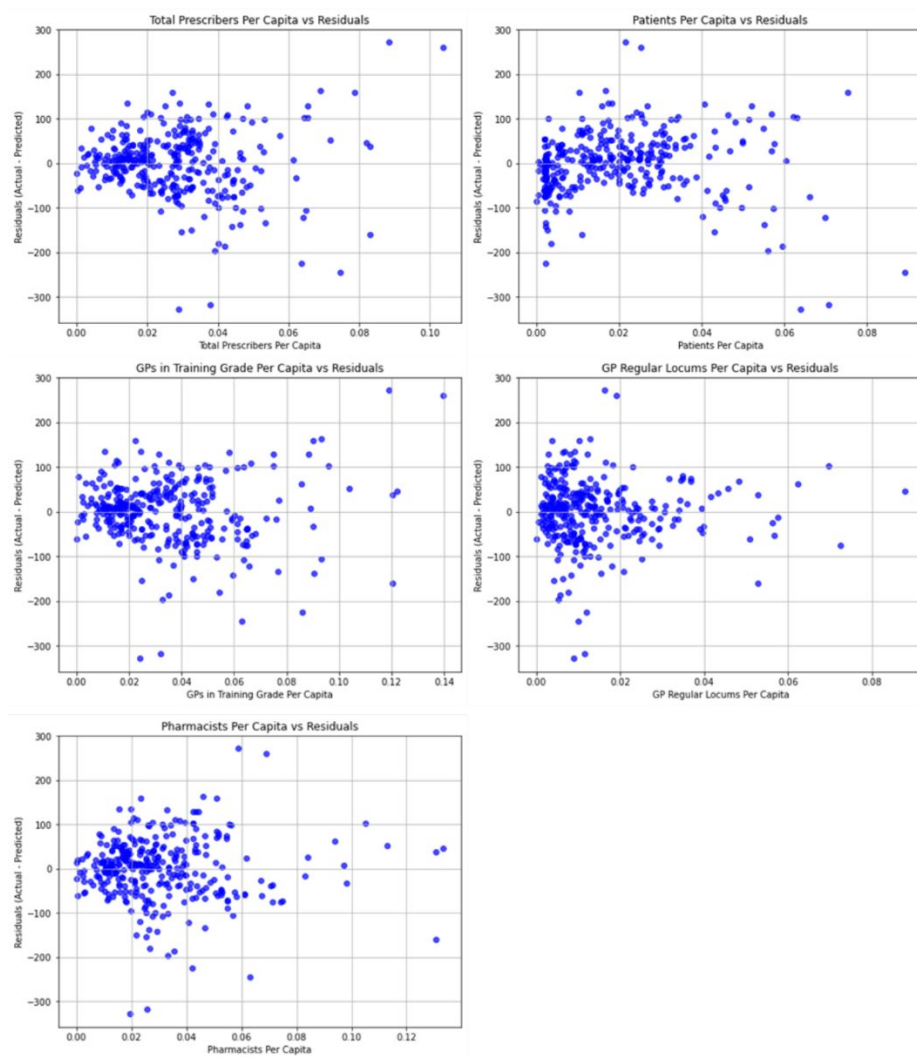 Total Prescribers Per Capita vs Residuals
Residuals (Actual - Predicted)
300
200
100
0
−100
−200
−300
0.00 0.02 0.04 0.06 0.08 0.10
Total Prescribers Per Capita
Patients Per Capita vs Residuals
Residuals (Actual - Predicted)
300
200
100
0
−100
−200
−300
0.00 0.02 0.04 0.06 0.08
Patients Per Capita
GPs in Training Grade Per Capita vs Residuals
Residuals (Actual - Predicted)
300
200
100
0
−100
−200
−300
0.00 0.02 0.04 0.06 0.08 0.10 0.12 0.14
GPs in Training Grade Per Capita
GP Regular Locums Per Capita vs Residuals
Residuals (Actual - Predicted)
300
200
100
0
−100
−200
−300
0.00 0.02 0.04 0.06 0.08
GP Regular Locums Per Capita
Pharmacists Per Capita vs Residuals
Residuals (Actual - Predicted)
300
200
100
0
−100
−200
−300
0.00 0.02 0.04 0.06 0.08 0.10 0.12
Pharmacists Per Capita